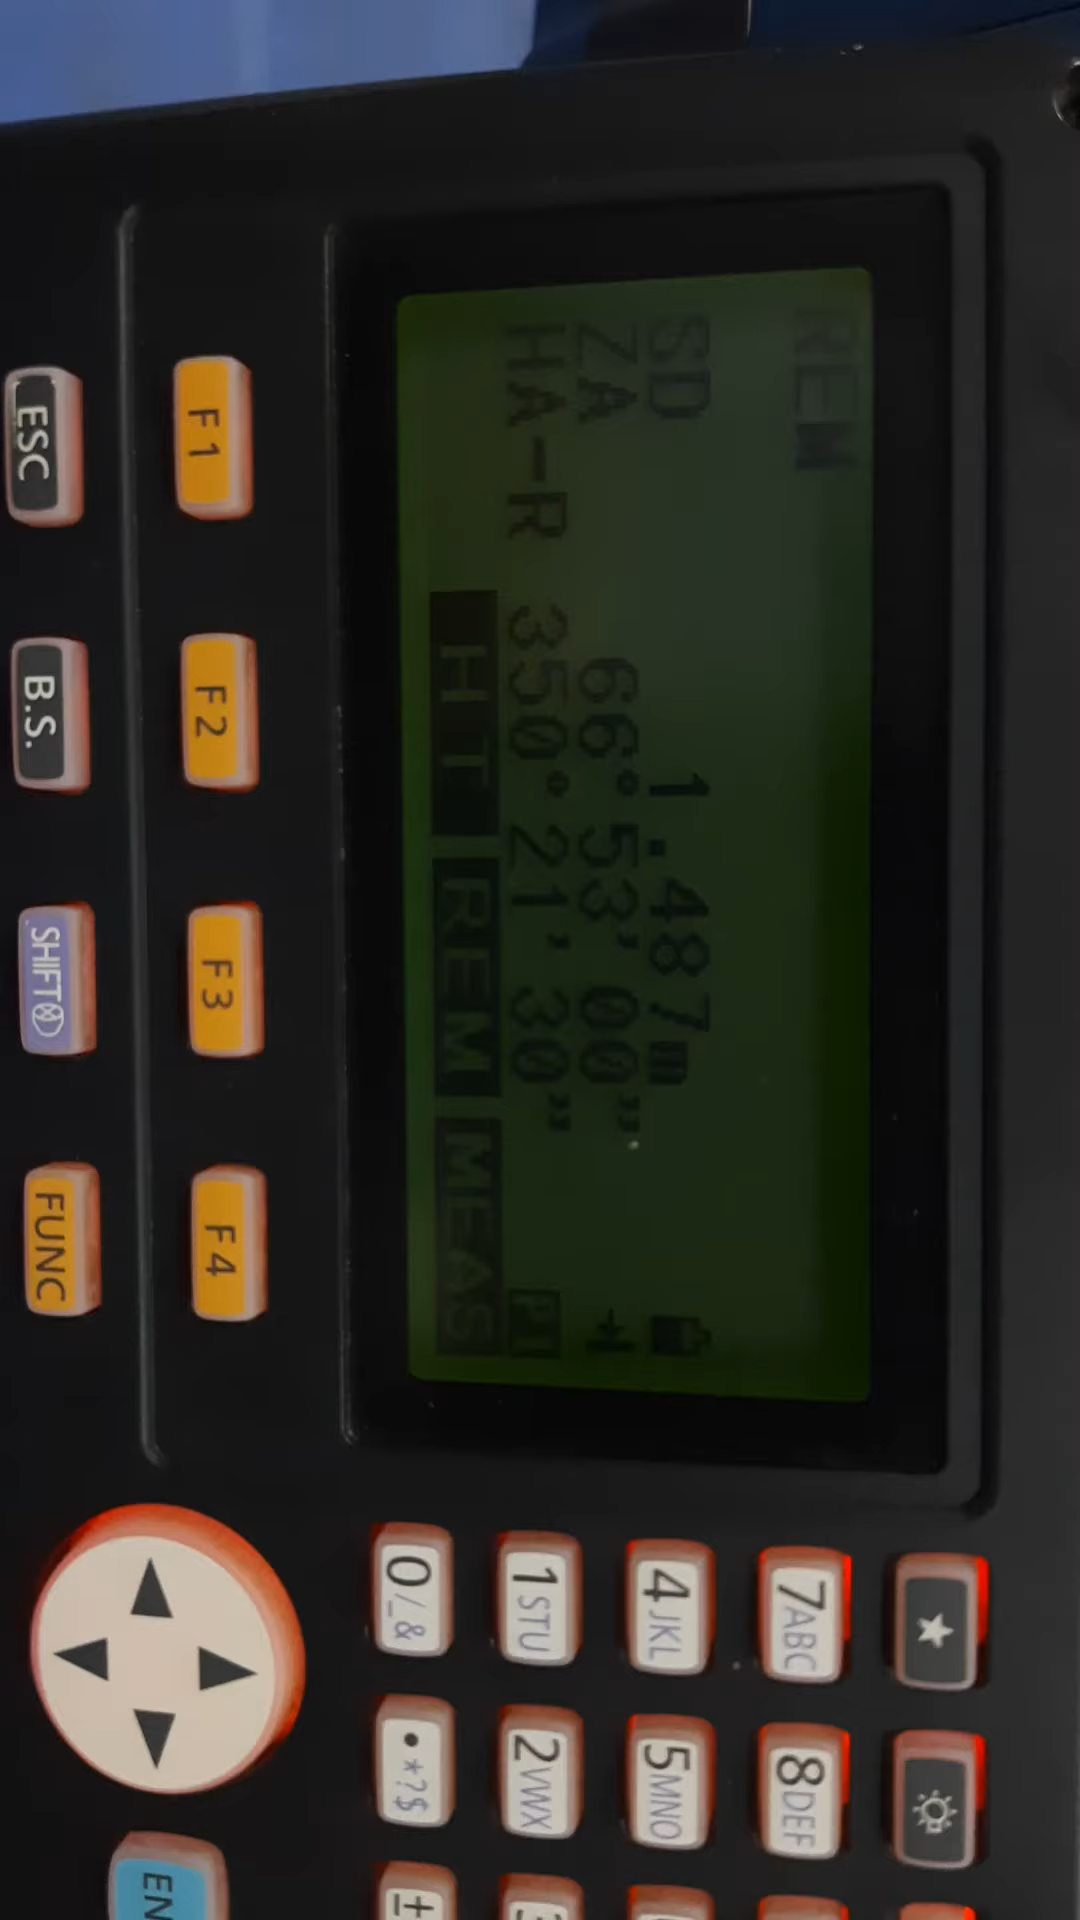 REM
SD 1.487m
ZA 66°53'00"
HA-R 350°21'30"
P1
HT REM MEAS
F1 F2 F3 F4
ESC B.S. SHIFT FUNC
★
7ABC 8DEF
4JKL 5MNO
1STU 2VWX
0/_& •*?$ ±
EN